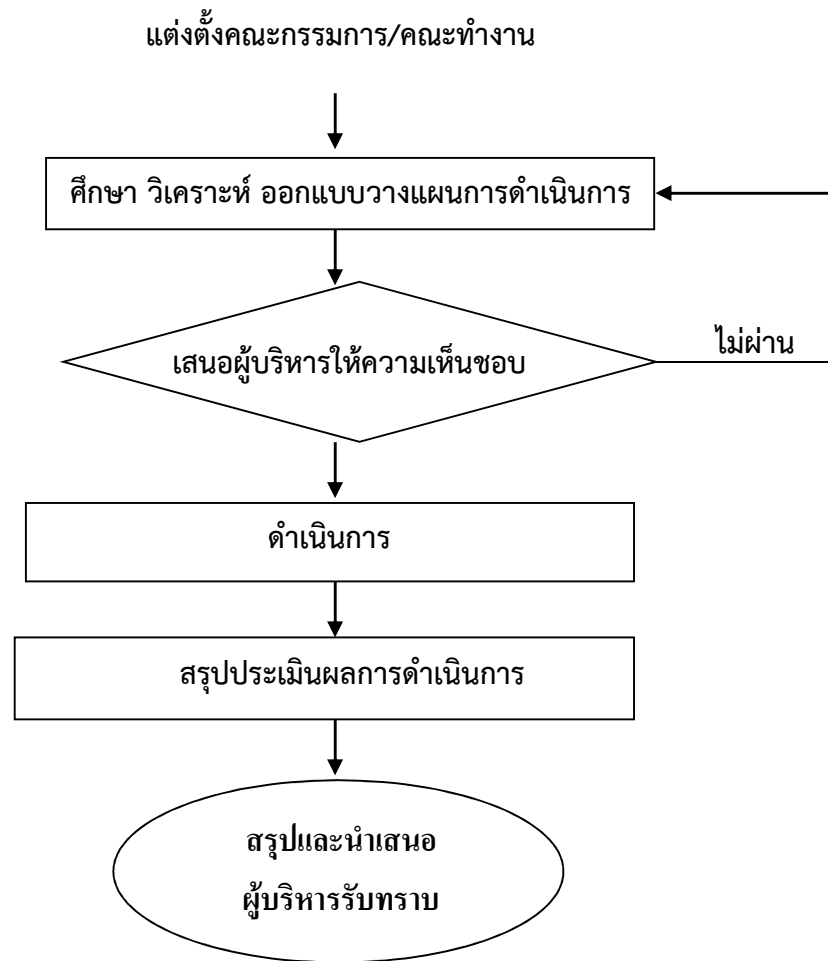 แต่งตั้งคณะกรรมการ/คณะทำงาน
ศึกษา วิเคราะห์ ออกแบบวางแผนการดำเนินการ
เสนอผู้บริหารให้ความเห็นชอบ
ไม่ผ่าน
ดำเนินการ
สรุปประเมินผลการดำเนินการ
สรุปและนำเสนอ
ผู้บริหารรับทราบ